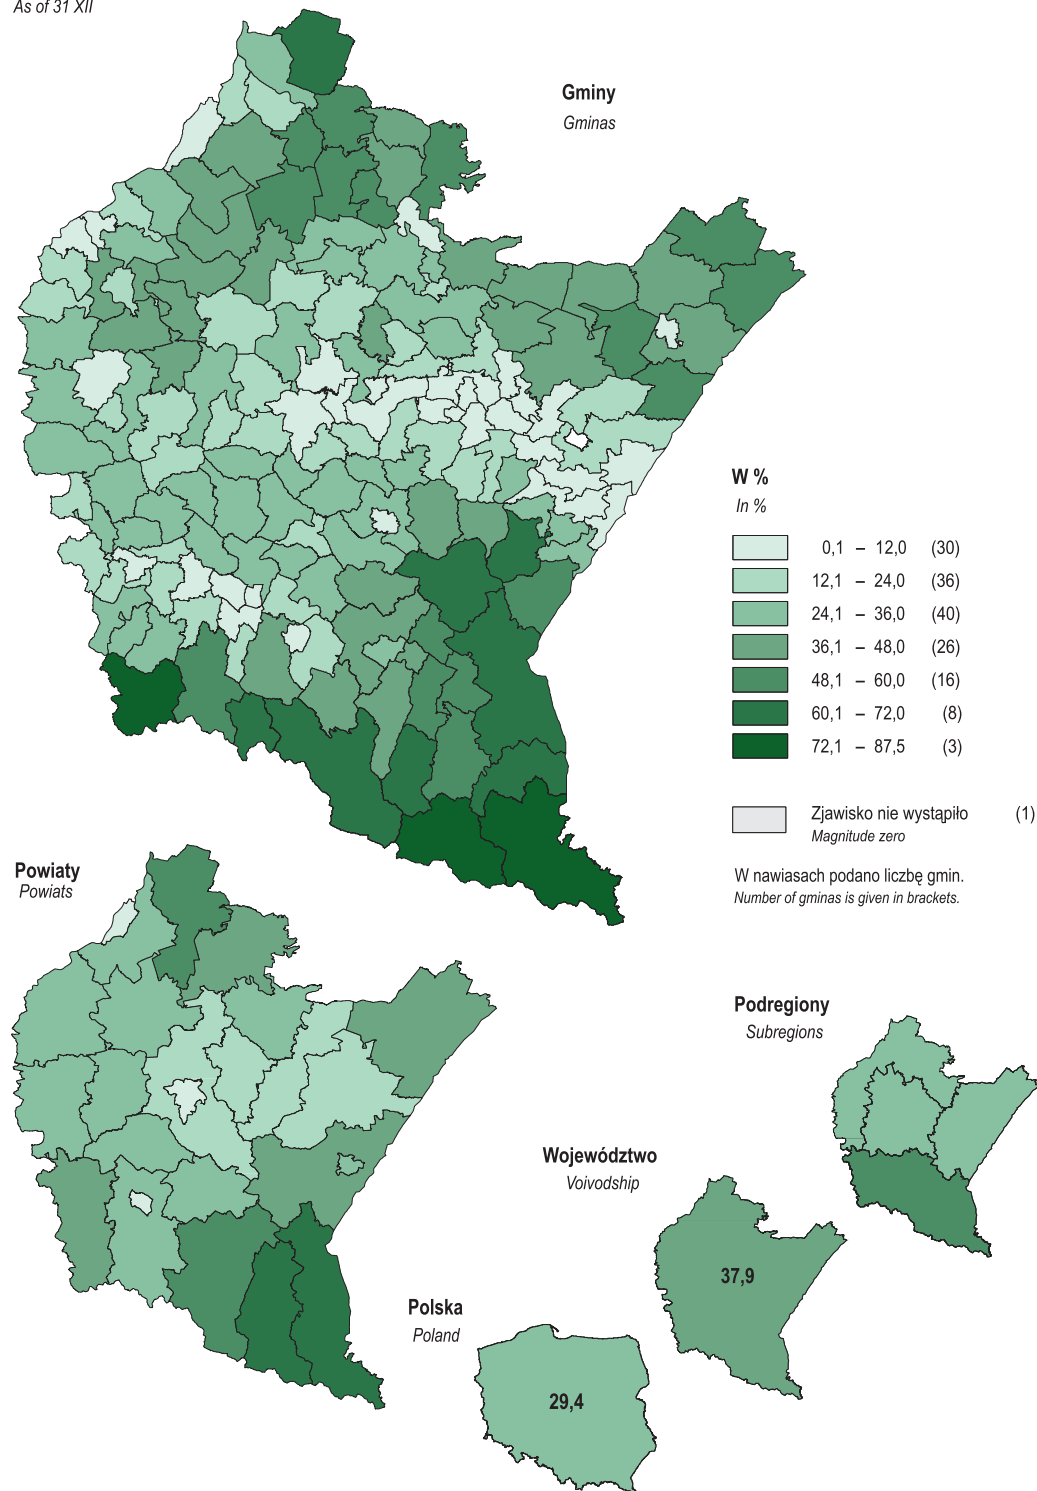 As of 31 XII
Gminy
Gminas
W %
In %
0,1 – 12,0 (30)
12,1 – 24,0 (36)
24,1 – 36,0 (40)
36,1 – 48,0 (26)
48,1 – 60,0 (16)
60,1 – 72,0 (8)
72,1 – 87,5 (3)
Zjawisko nie wystąpiło (1)
Magnitude zero
W nawiasach podano liczbę gmin.
Number of gminas is given in brackets.
Powiaty
Powiats
Podregiony
Subregions
Województwo
Voivodship
37,9
Polska
Poland
29,4